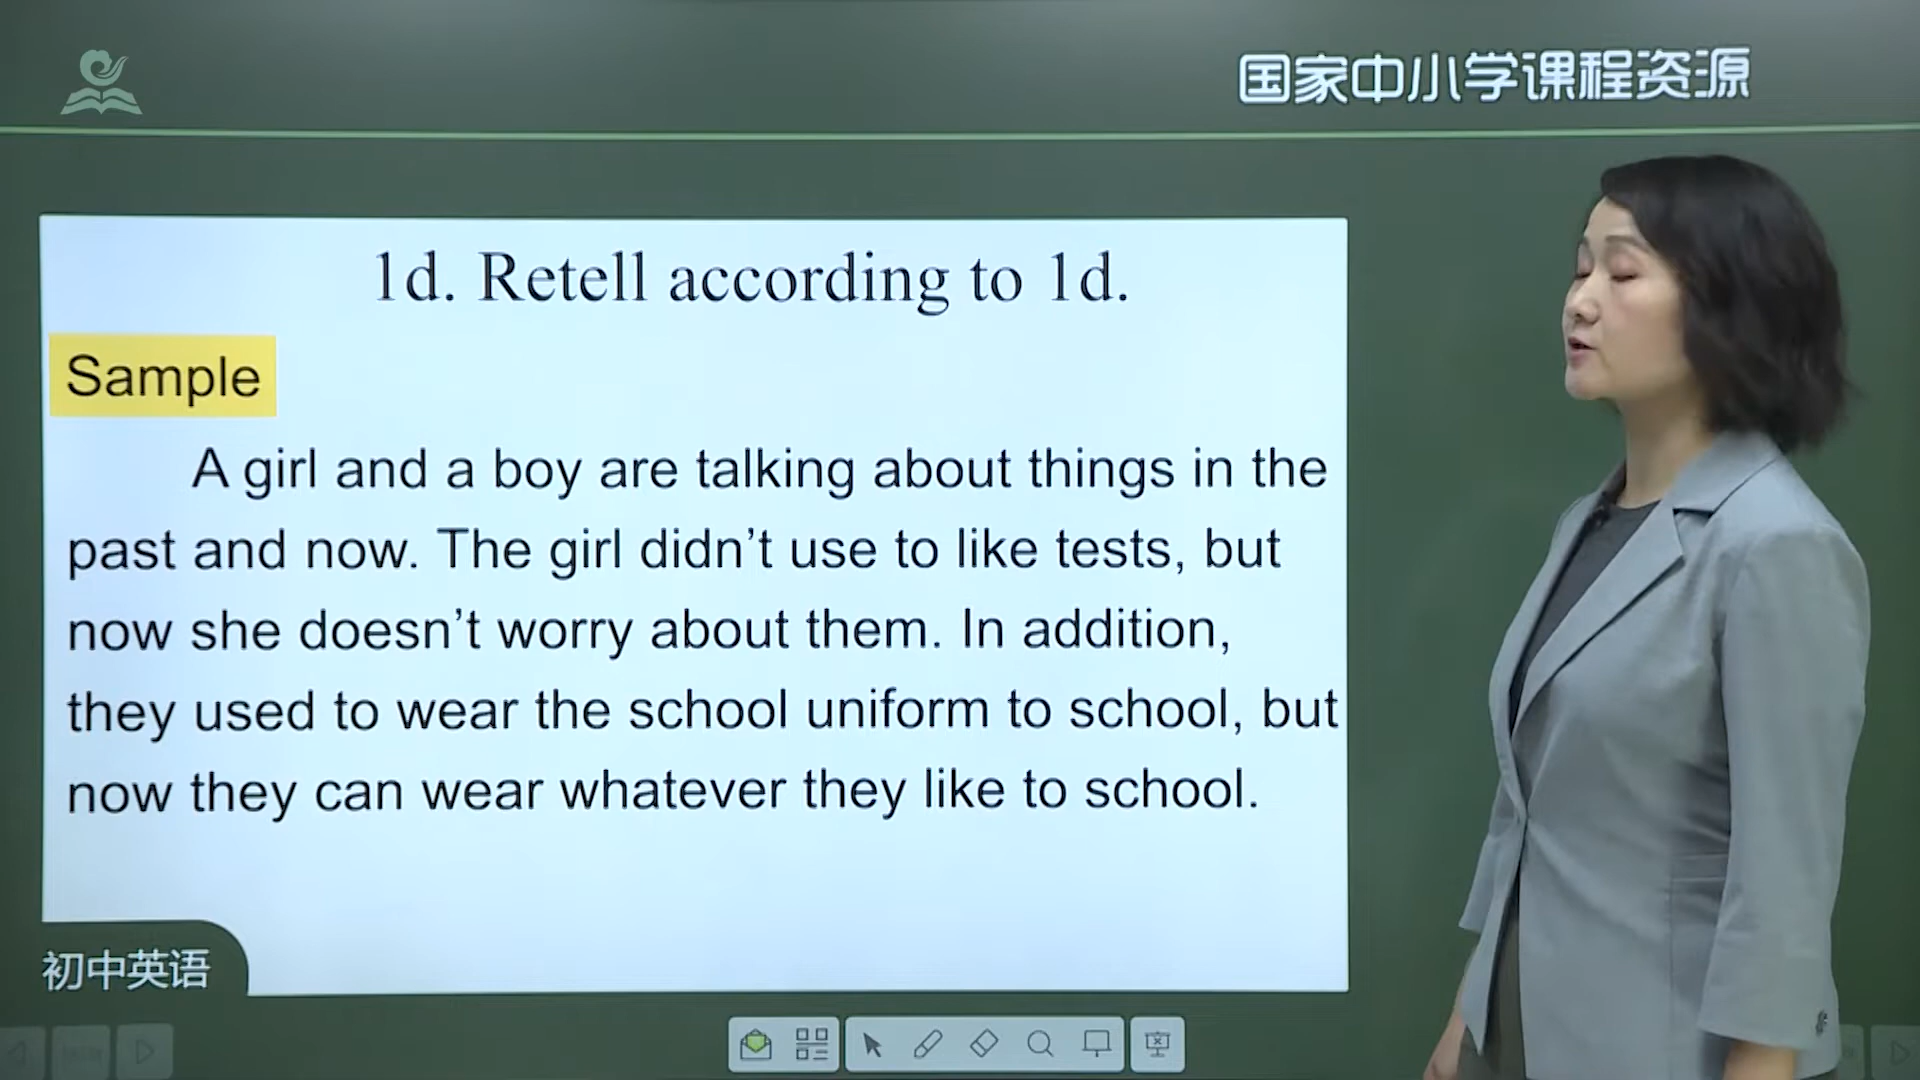 国家中小学课程资源
1d. Retell according to 1d.
Sample
A girl and a boy are talking about things in the
past and now. The girl didn’t use to like tests, but
now she doesn’t worry about them. In addition,
they used to wear the school uniform to school, but
now they can wear whatever they like to school.
初中英语